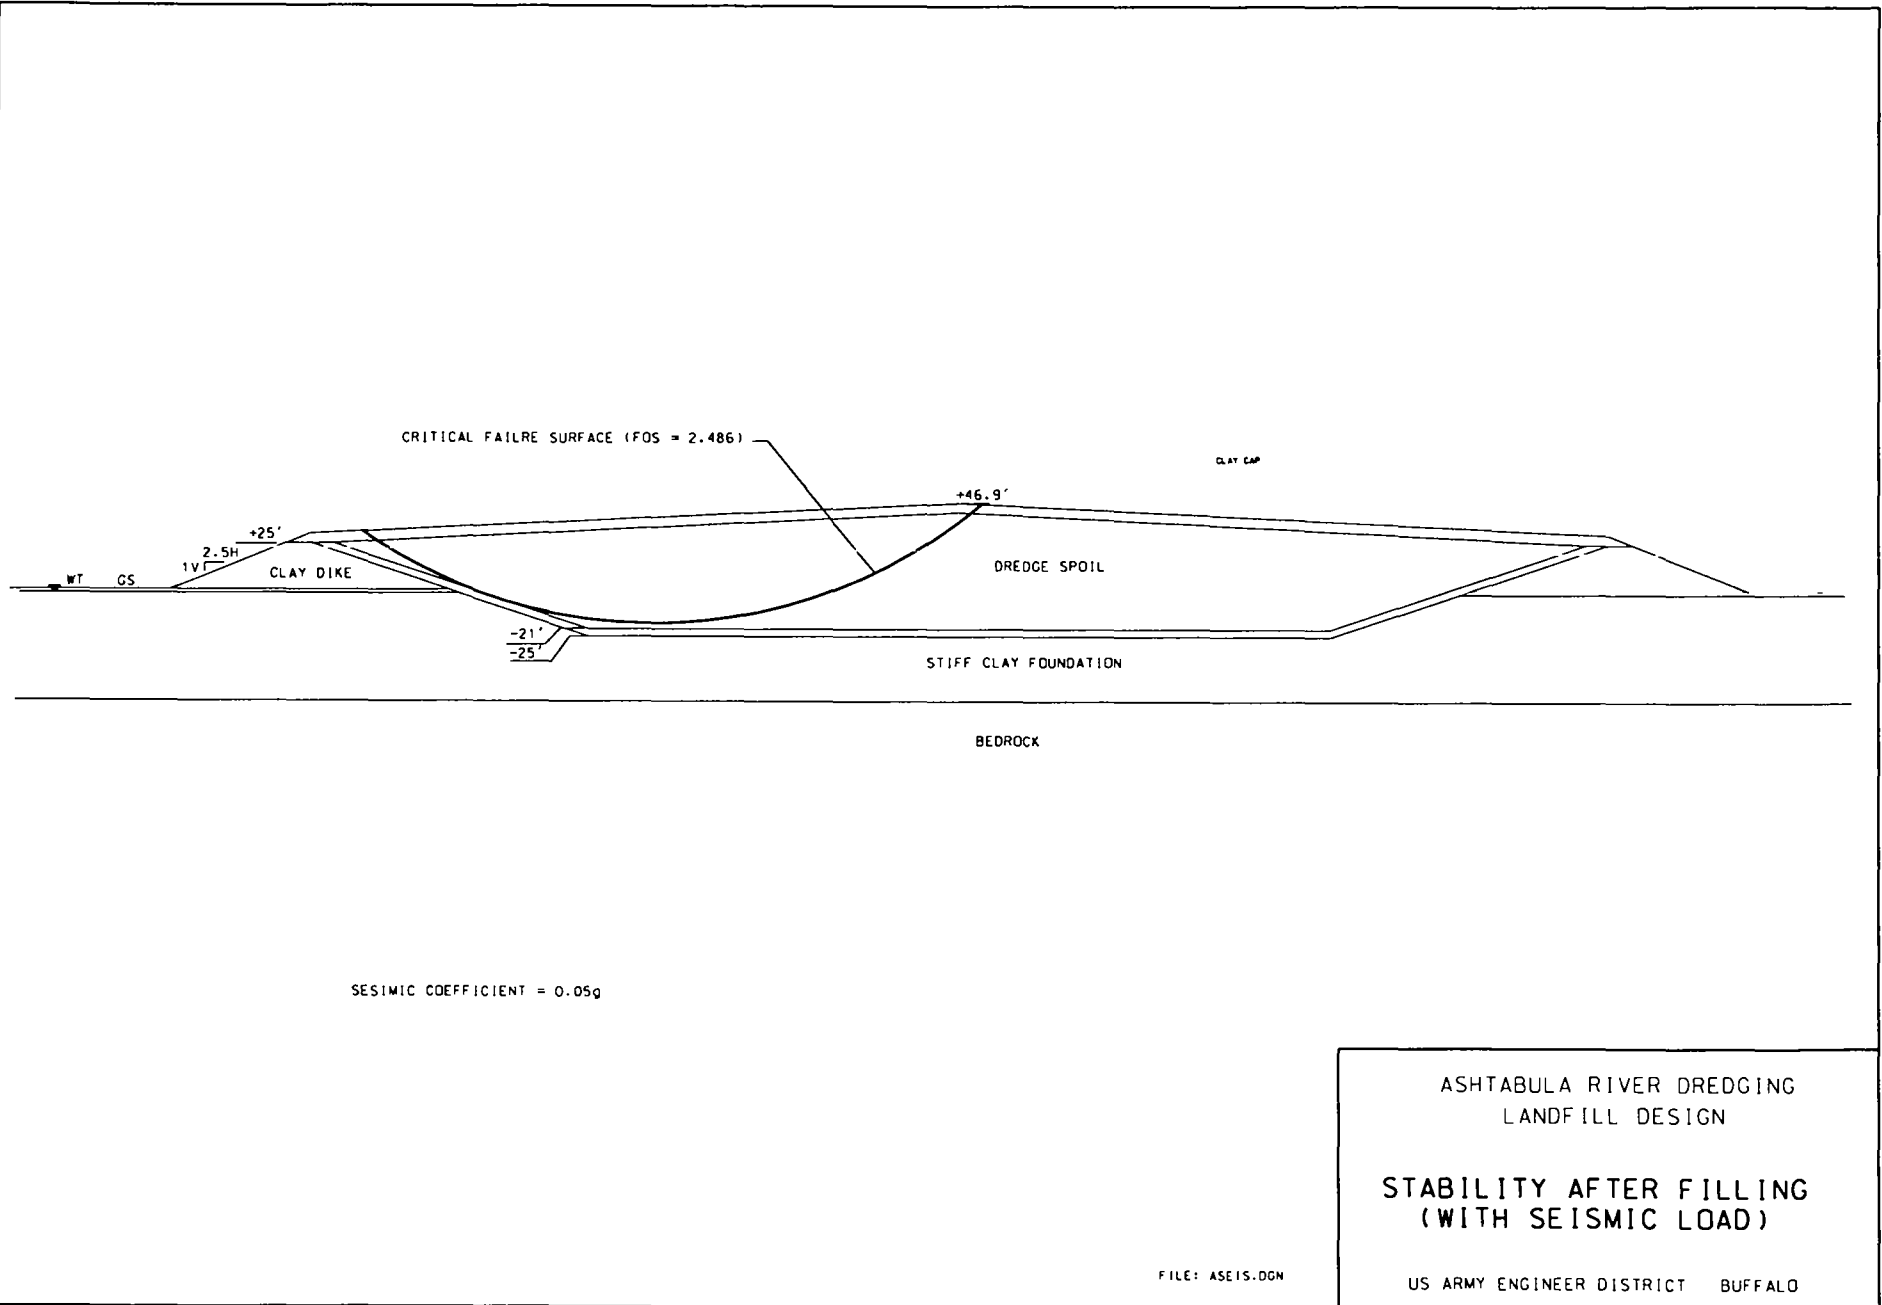 CRITICAL FAILRE SURFACE (FOS = 2.486)
CLAY CAP
+46.9'
+25'
2.5H
1V
CLAY DIKE
DREDGE SPOIL
WT GS
-21'
-25'
STIFF CLAY FOUNDATION
BEDROCK
SESIMIC COEFFICIENT = 0.05g
ASHTABULA RIVER DREDGING
LANDFILL DESIGN
STABILITY AFTER FILLING
(WITH SEISMIC LOAD)
FILE: ASEIS.DGN
US ARMY ENGINEER DISTRICT BUFFALO